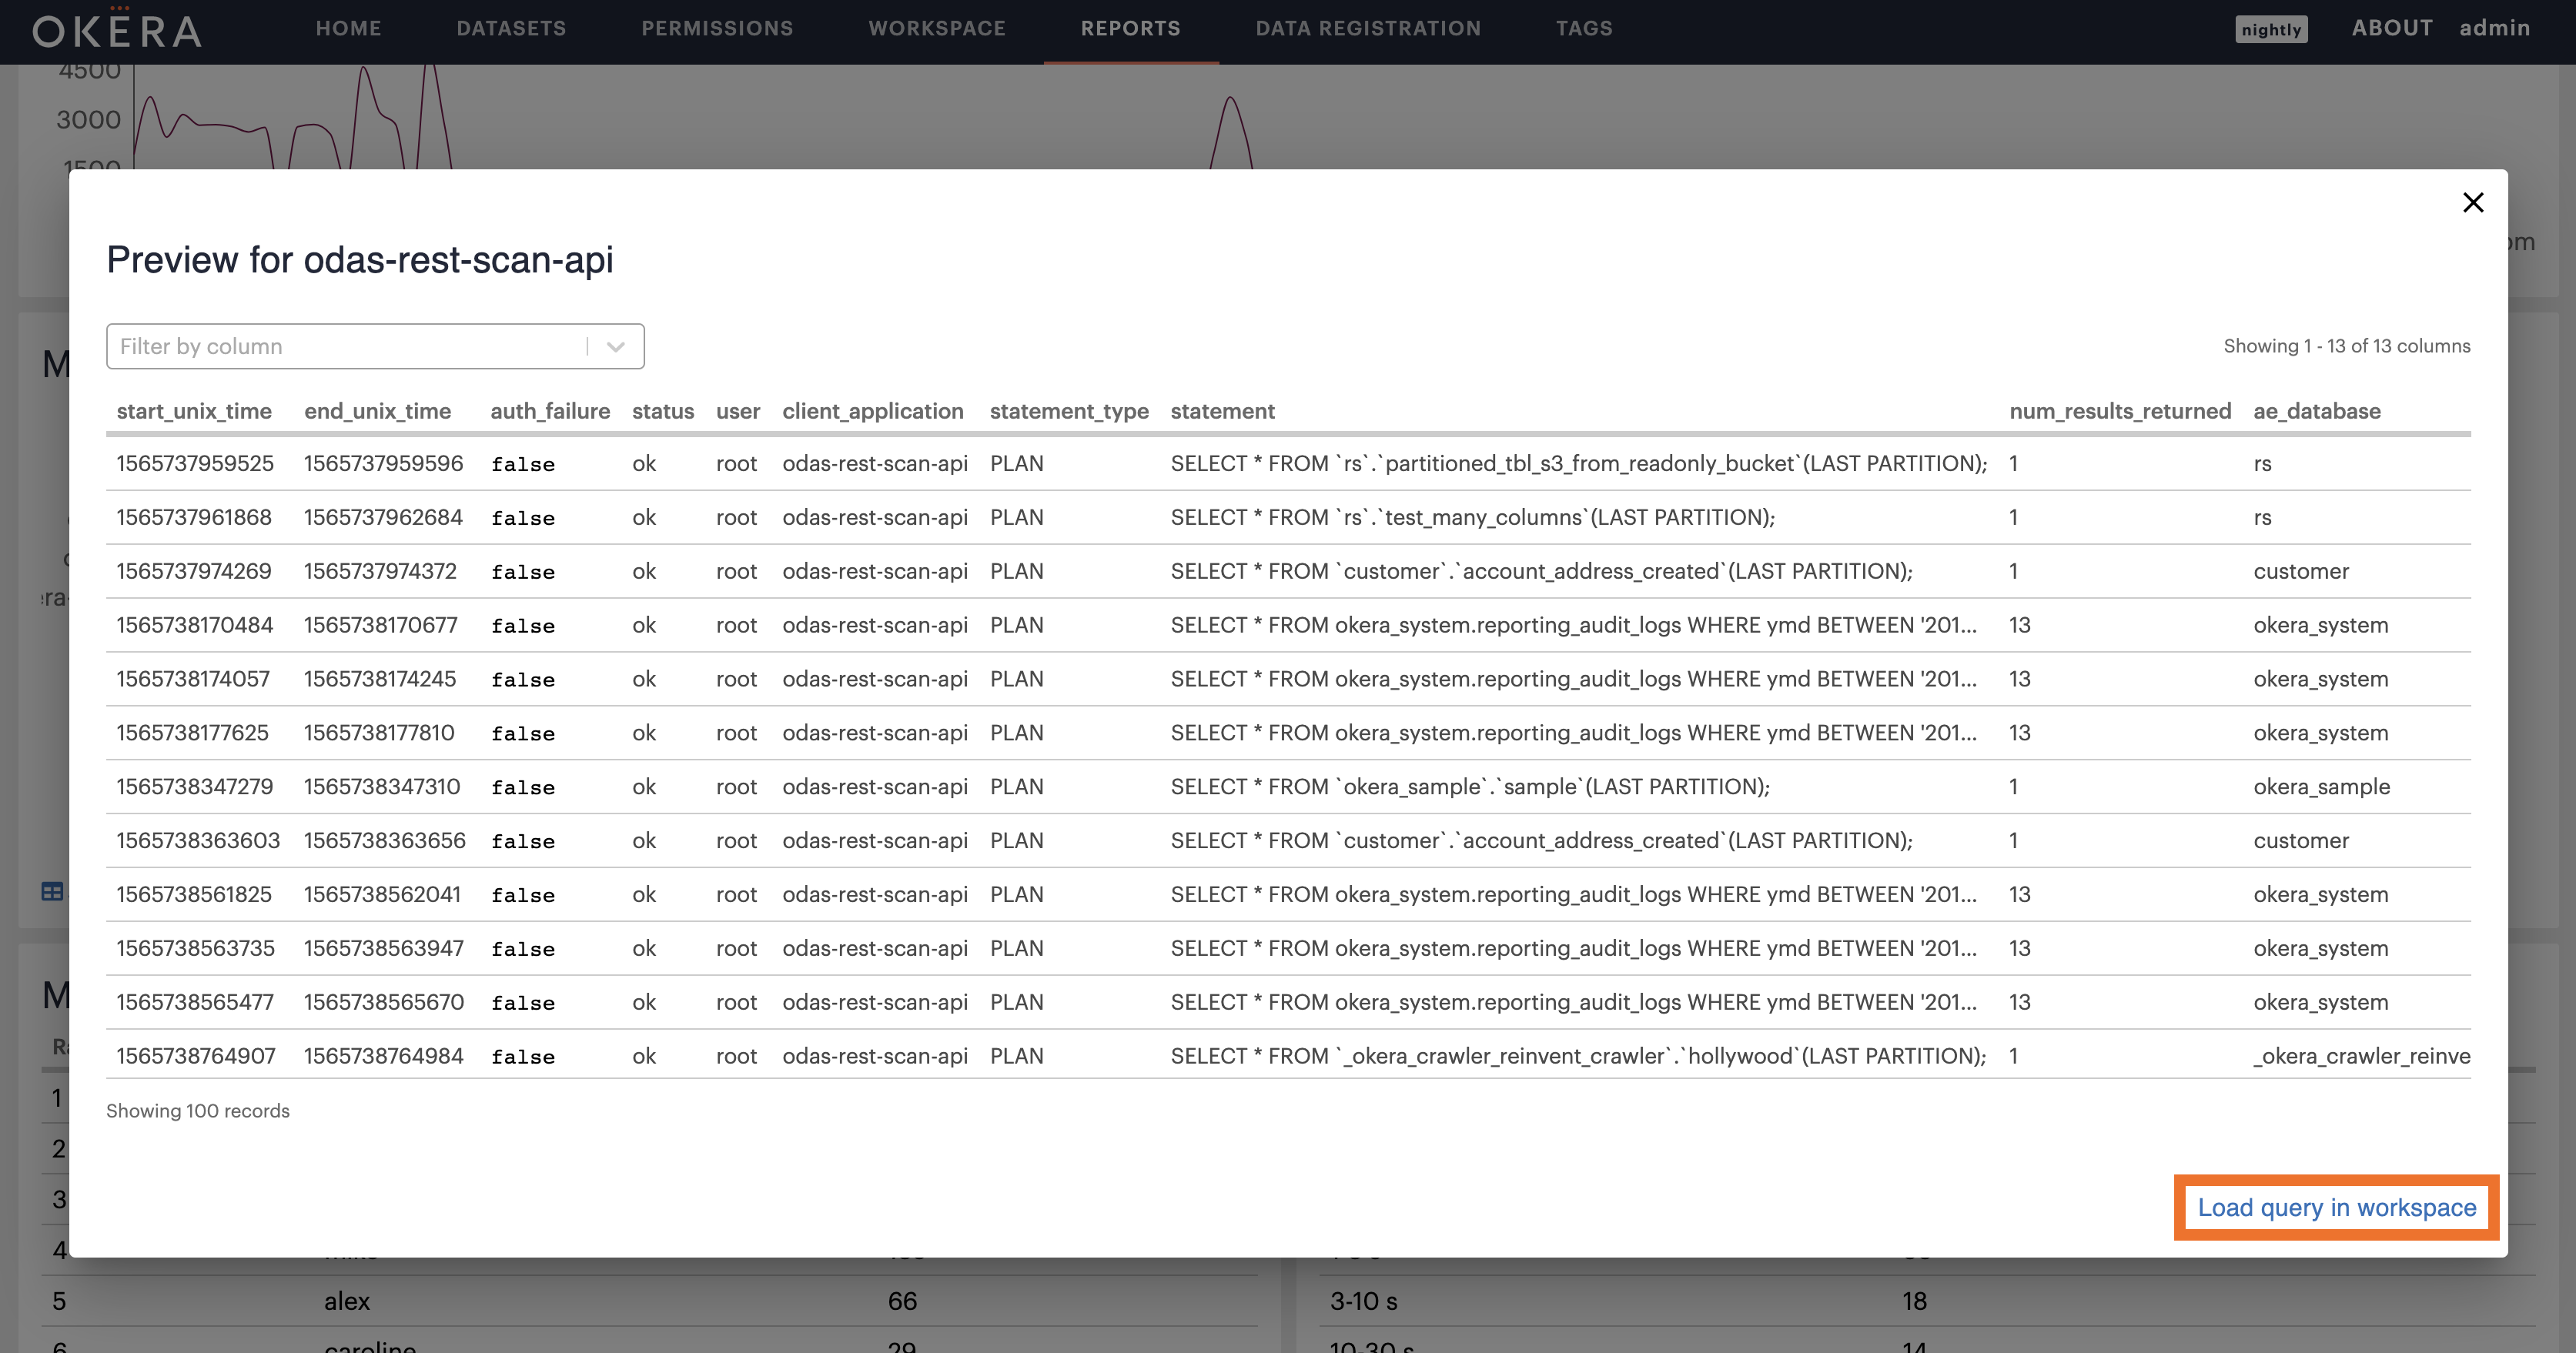 OKERA HOME DATASETS PERMISSIONS WORKSPACE REPORTS DATA REGISTRATION TAGS nightly ABOUT admin
4500
3000
1500
Preview for odas-rest-scan-api
Filter by column
Showing 1 - 13 of 13 columns
start_unix_time end_unix_time auth_failure status user client_application statement_type statement num_results_returned ae_database
1565737959525 1565737959596 false ok root odas-rest-scan-api PLAN SELECT * FROM `rs`.`partitioned_tbl_s3_from_readonly_bucket`(LAST PARTITION); 1 rs
1565737961868 1565737962684 false ok root odas-rest-scan-api PLAN SELECT * FROM `rs`.`test_many_columns`(LAST PARTITION); 1 rs
1565737974269 1565737974372 false ok root odas-rest-scan-api PLAN SELECT * FROM `customer`.`account_address_created`(LAST PARTITION); 1 customer
1565738170484 1565738170677 false ok root odas-rest-scan-api PLAN SELECT * FROM okera_system.reporting_audit_logs WHERE ymd BETWEEN '201... 13 okera_system
1565738174057 1565738174245 false ok root odas-rest-scan-api PLAN SELECT * FROM okera_system.reporting_audit_logs WHERE ymd BETWEEN '201... 13 okera_system
1565738177625 1565738177810 false ok root odas-rest-scan-api PLAN SELECT * FROM okera_system.reporting_audit_logs WHERE ymd BETWEEN '201... 13 okera_system
1565738347279 1565738347310 false ok root odas-rest-scan-api PLAN SELECT * FROM `okera_sample`.`sample`(LAST PARTITION); 1 okera_sample
1565738363603 1565738363656 false ok root odas-rest-scan-api PLAN SELECT * FROM `customer`.`account_address_created`(LAST PARTITION); 1 customer
1565738561825 1565738562041 false ok root odas-rest-scan-api PLAN SELECT * FROM okera_system.reporting_audit_logs WHERE ymd BETWEEN '201... 13 okera_system
1565738563735 1565738563947 false ok root odas-rest-scan-api PLAN SELECT * FROM okera_system.reporting_audit_logs WHERE ymd BETWEEN '201... 13 okera_system
1565738565477 1565738565670 false ok root odas-rest-scan-api PLAN SELECT * FROM okera_system.reporting_audit_logs WHERE ymd BETWEEN '201... 13 okera_system
1565738764907 1565738764984 false ok root odas-rest-scan-api PLAN SELECT * FROM `_okera_crawler_reinvent_crawler`.`hollywood`(LAST PARTITION); 1 _okera_crawler_reinve
Showing 100 records
Load query in workspace
1
2
3
4
5 alex 66 3-10 s 18
6 caroline 29 10-30 s 14